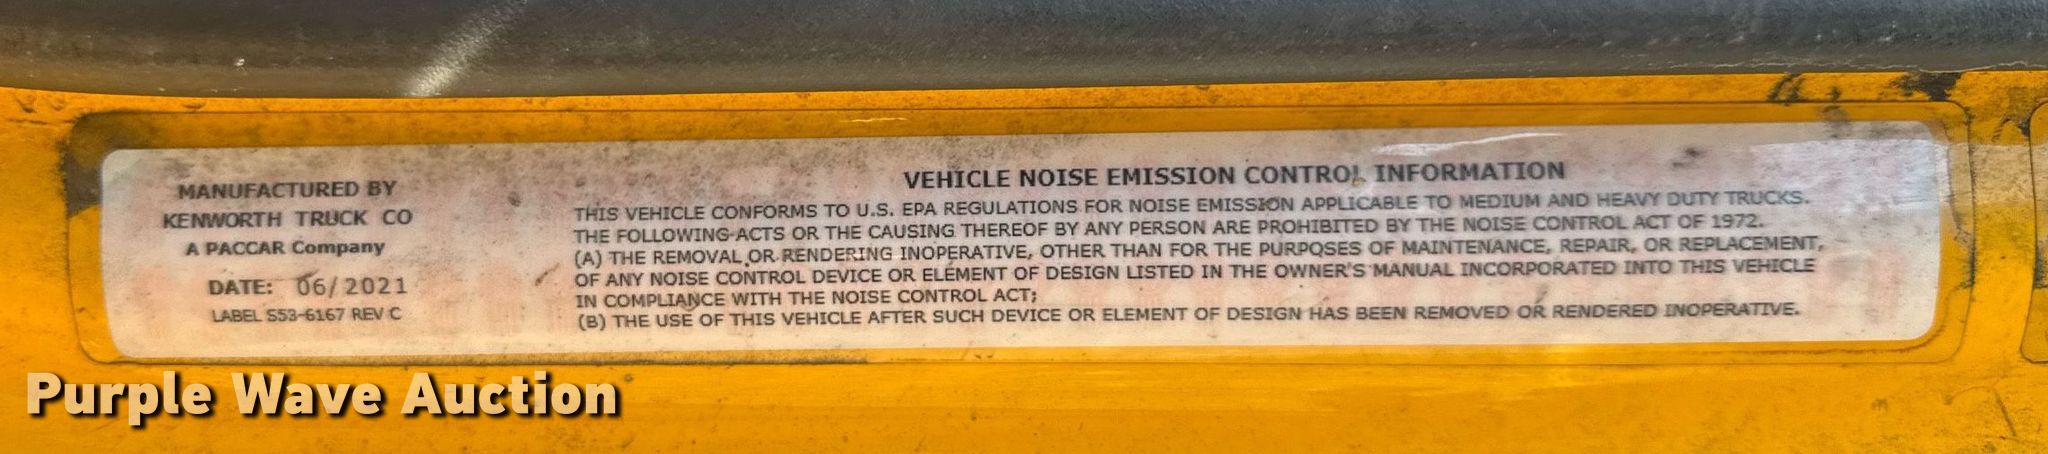 MANUFACTURED BY
KENWORTH TRUCK CO
A PACCAR Company
DATE: 06/2021
LABEL S53-6167 REV C
VEHICLE NOISE EMISSION CONTROL INFORMATION
THIS VEHICLE CONFORMS TO U.S. EPA REGULATIONS FOR NOISE EMISSION APPLICABLE TO MEDIUM AND HEAVY DUTY TRUCKS.
THE FOLLOWING ACTS OR THE CAUSING THEREOF BY ANY PERSON ARE PROHIBITED BY THE NOISE CONTROL ACT OF 1972.
(A) THE REMOVAL OR RENDERING INOPERATIVE, OTHER THAN FOR THE PURPOSES OF MAINTENANCE, REPAIR, OR REPLACEMENT,
OF ANY NOISE CONTROL DEVICE OR ELEMENT OF DESIGN LISTED IN THE OWNER'S MANUAL INCORPORATED INTO THIS VEHICLE
IN COMPLIANCE WITH THE NOISE CONTROL ACT;
(B) THE USE OF THIS VEHICLE AFTER SUCH DEVICE OR ELEMENT OF DESIGN HAS BEEN REMOVED OR RENDERED INOPERATIVE.
Purple Wave Auction